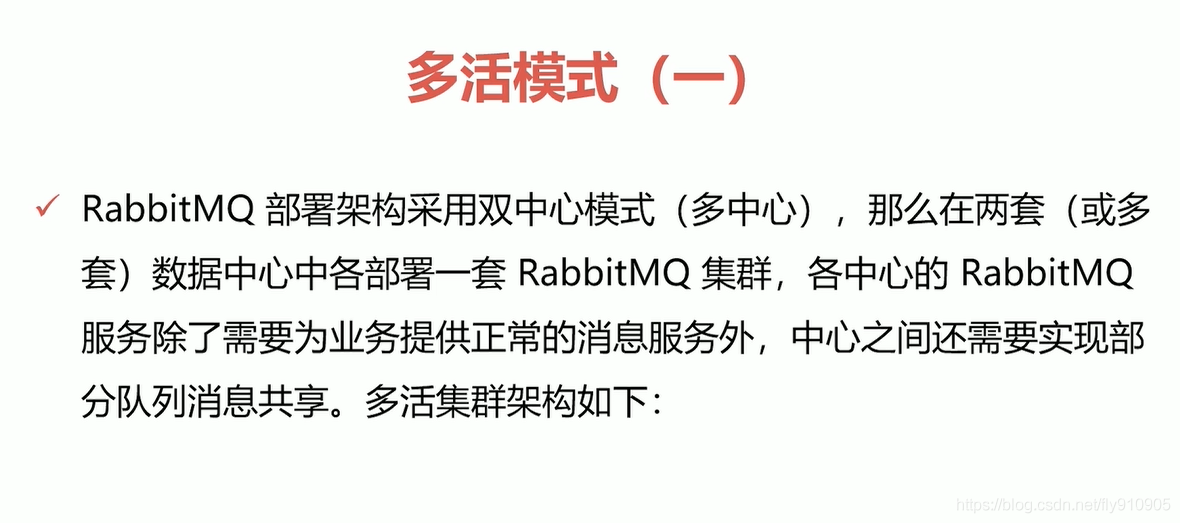 多活模式（一）
✓ RabbitMQ 部署架构采用双中心模式（多中心），那么在两套（或多
套）数据中心中各部署一套 RabbitMQ 集群，各中心的 RabbitMQ
服务除了需要为业务提供正常的消息服务外，中心之间还需要实现部
分队列消息共享。多活集群架构如下：
https://blog.csdn.net/fly910905